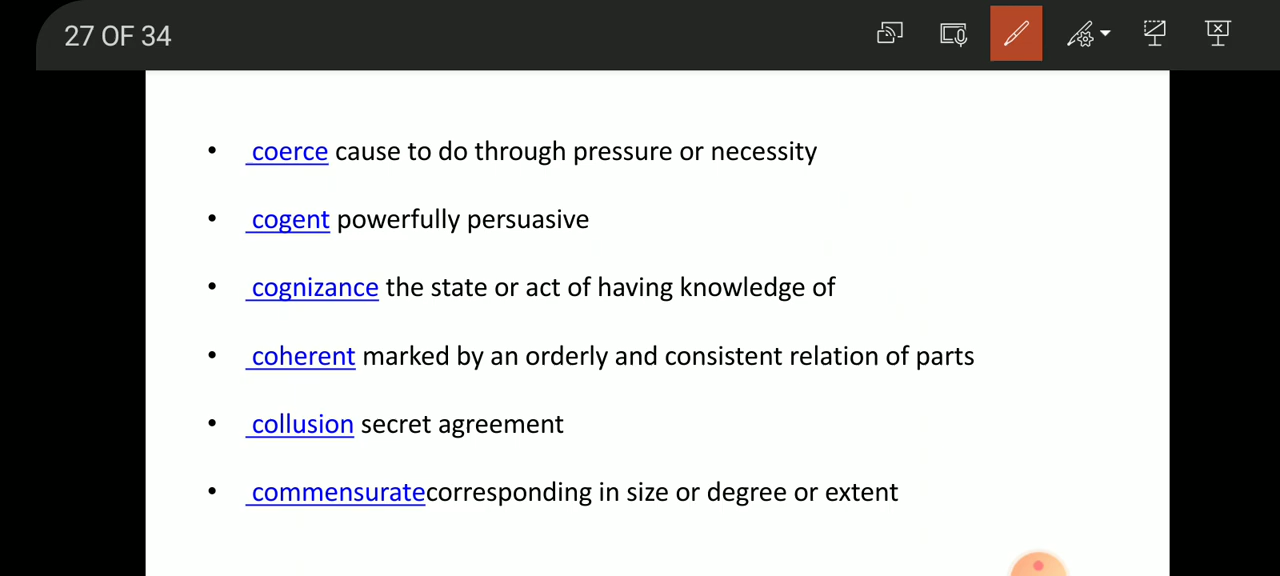 27 OF 34
• coerce cause to do through pressure or necessity
• cogent powerfully persuasive
• cognizance the state or act of having knowledge of
• coherent marked by an orderly and consistent relation of parts
• collusion secret agreement
• commensuratecorresponding in size or degree or extent